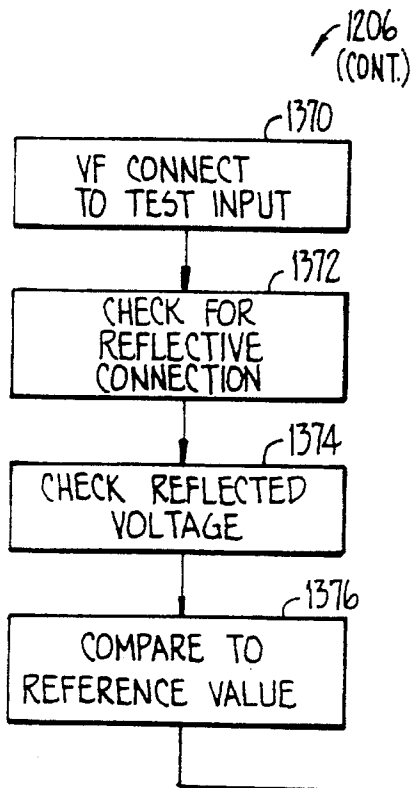 1206
(CONT.)
1370
VF CONNECT
TO TEST INPUT
1372
CHECK FOR
REFLECTIVE
CONNECTION
1374
CHECK REFLECTED
VOLTAGE
1376
COMPARE TO
REFERENCE VALUE